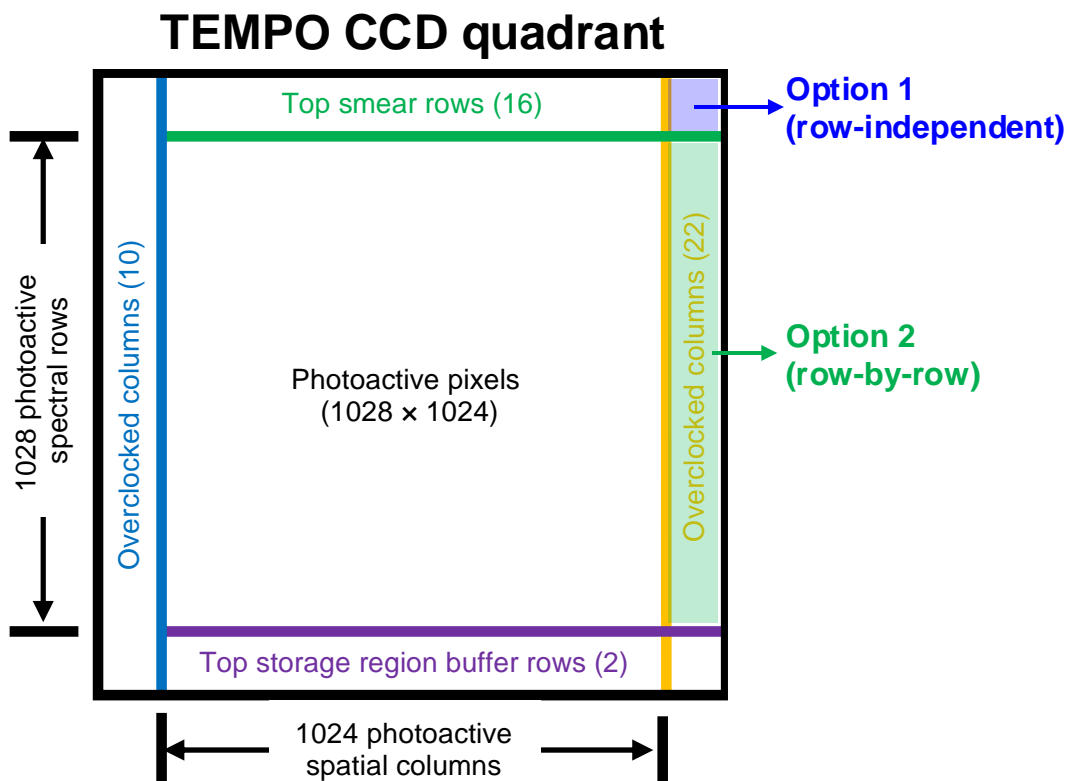 TEMPO CCD quadrant
Top smear rows (16)
Option 1
(row-independent)
1028 photoactive
spectral rows
Overclocked columns (10)
Photoactive pixels
(1028 × 1024)
Overclocked columns (22)
Option 2
(row-by-row)
Top storage region buffer rows (2)
1024 photoactive
spatial columns